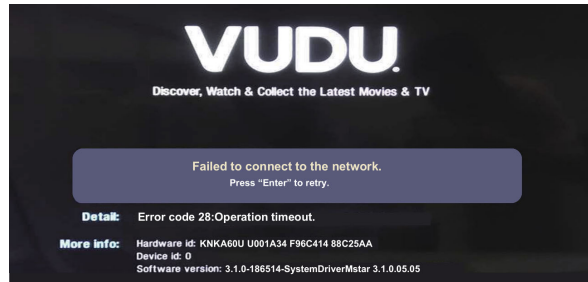 VUDU.
Discover, Watch & Collect the Latest Movies & TV
Failed to connect to the network.
Press “Enter” to retry.
Detail: Error code 28:Operation timeout.
More info: Hardware id: KNKA60U U001A34 F96C414 88C25AA
Device id: 0
Software version: 3.1.0-186514-SystemDriverMstar 3.1.0.05.05